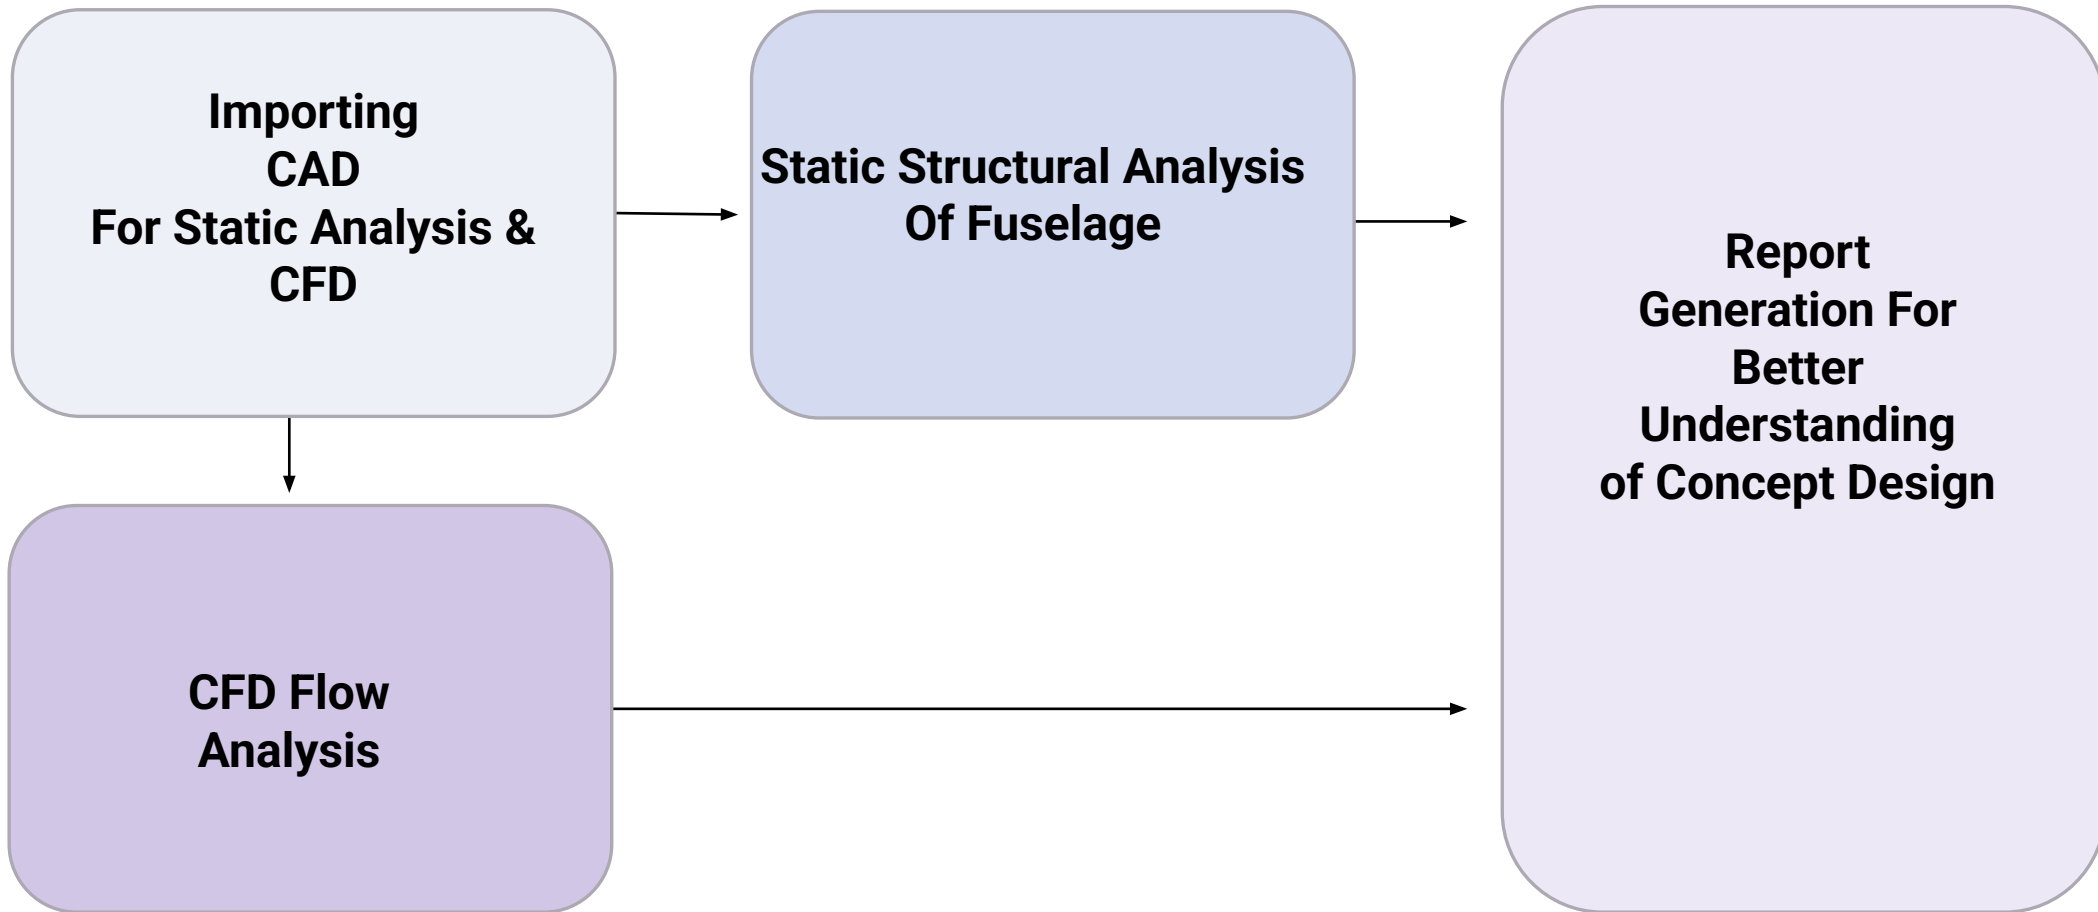 Importing
CAD
For Static Analysis &
CFD
Static Structural Analysis
Of Fuselage
Report
Generation For
Better
Understanding
of Concept Design
CFD Flow
Analysis